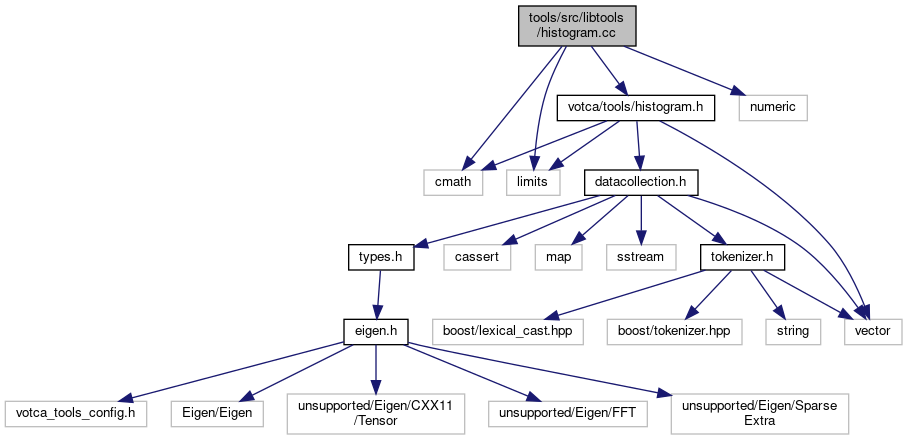 tools/src/libtools
/histogram.cc
votca/tools/histogram.h
numeric
cmath
limits
datacollection.h
types.h
cassert
map
sstream
tokenizer.h
eigen.h
boost/lexical_cast.hpp
boost/tokenizer.hpp
string
vector
votca_tools_config.h
Eigen/Eigen
unsupported/Eigen/CXX11
/Tensor
unsupported/Eigen/FFT
unsupported/Eigen/Sparse
Extra